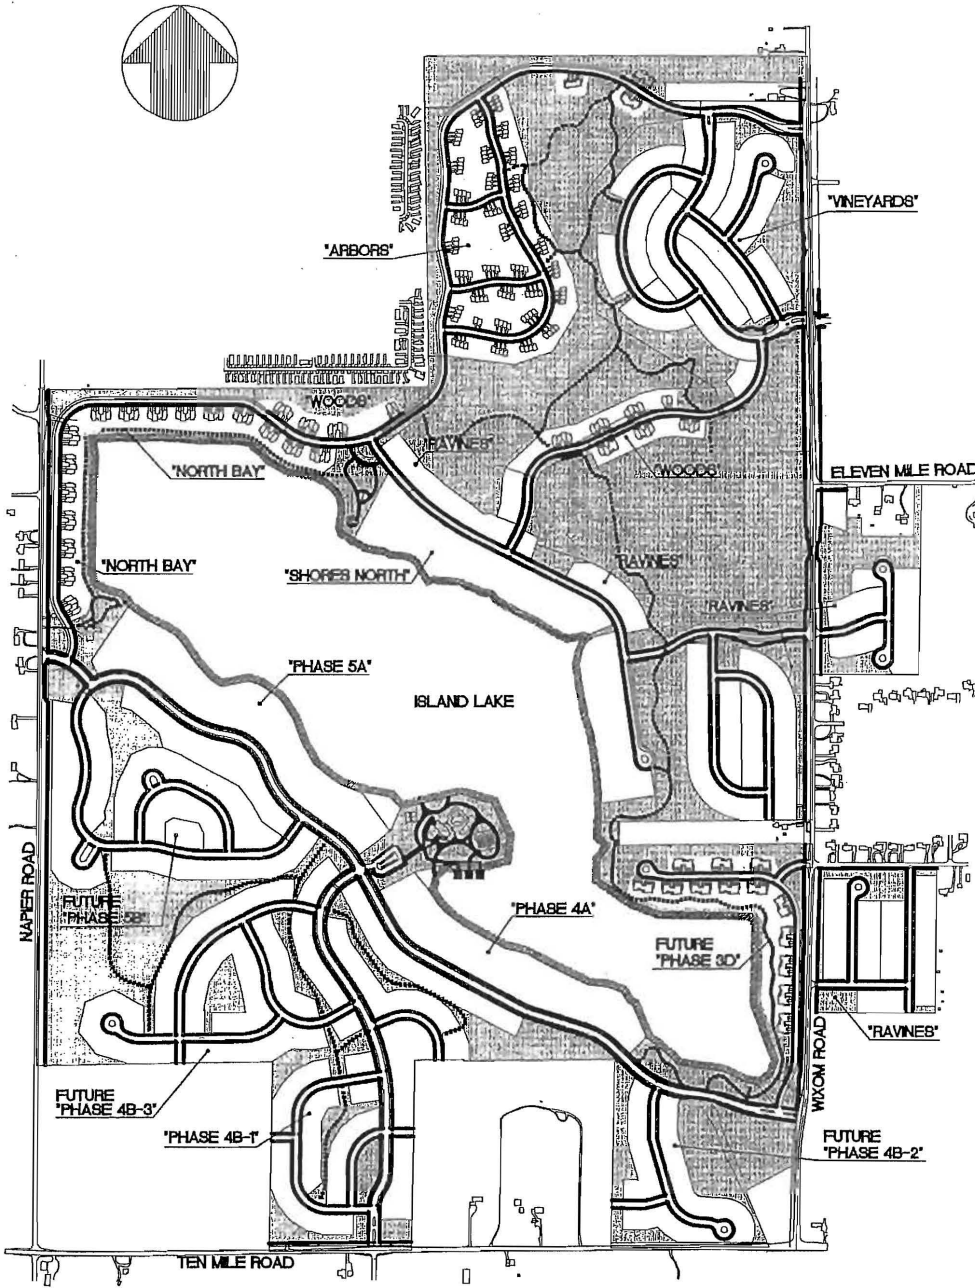 "VINEYARDS"
"ARBORS"
"WOODS"
"RAVINES"
"NORTH BAY"
"WOODS
ELEVEN MILE ROAD
"NORTH BAY"
"SHORES NORTH"
"RAVINES"
"RAVINES"
"PHASE 5A"
ISLAND LAKE
NAPIER ROAD
FUTURE
"PHASE 5B"
"PHASE 4A"
FUTURE
"PHASE 3D"
"RAVINES"
WIXOM ROAD
FUTURE
"PHASE 4B-3"
"PHASE 4B-1"
FUTURE
"PHASE 4B-2"
TEN MILE ROAD